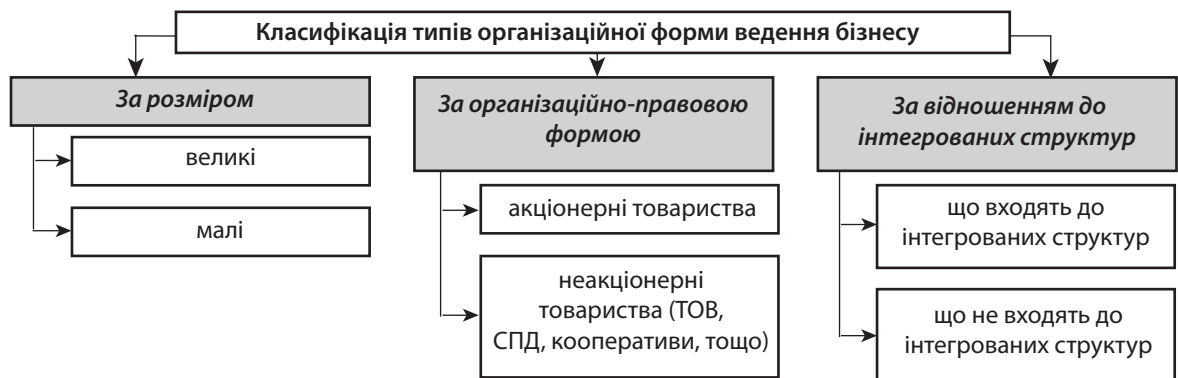 Класифікація типів організаційної форми ведення бізнесу
За розміром
великі
малі
За організаційно-правовою
формою
акціонерні товариства
неакціонерні
товариства (ТОВ,
СПД, кооперативи, тощо)
За відношенням до
інтегрованих структур
що входять до
інтегрованих структур
що не входять до
інтегрованих структур